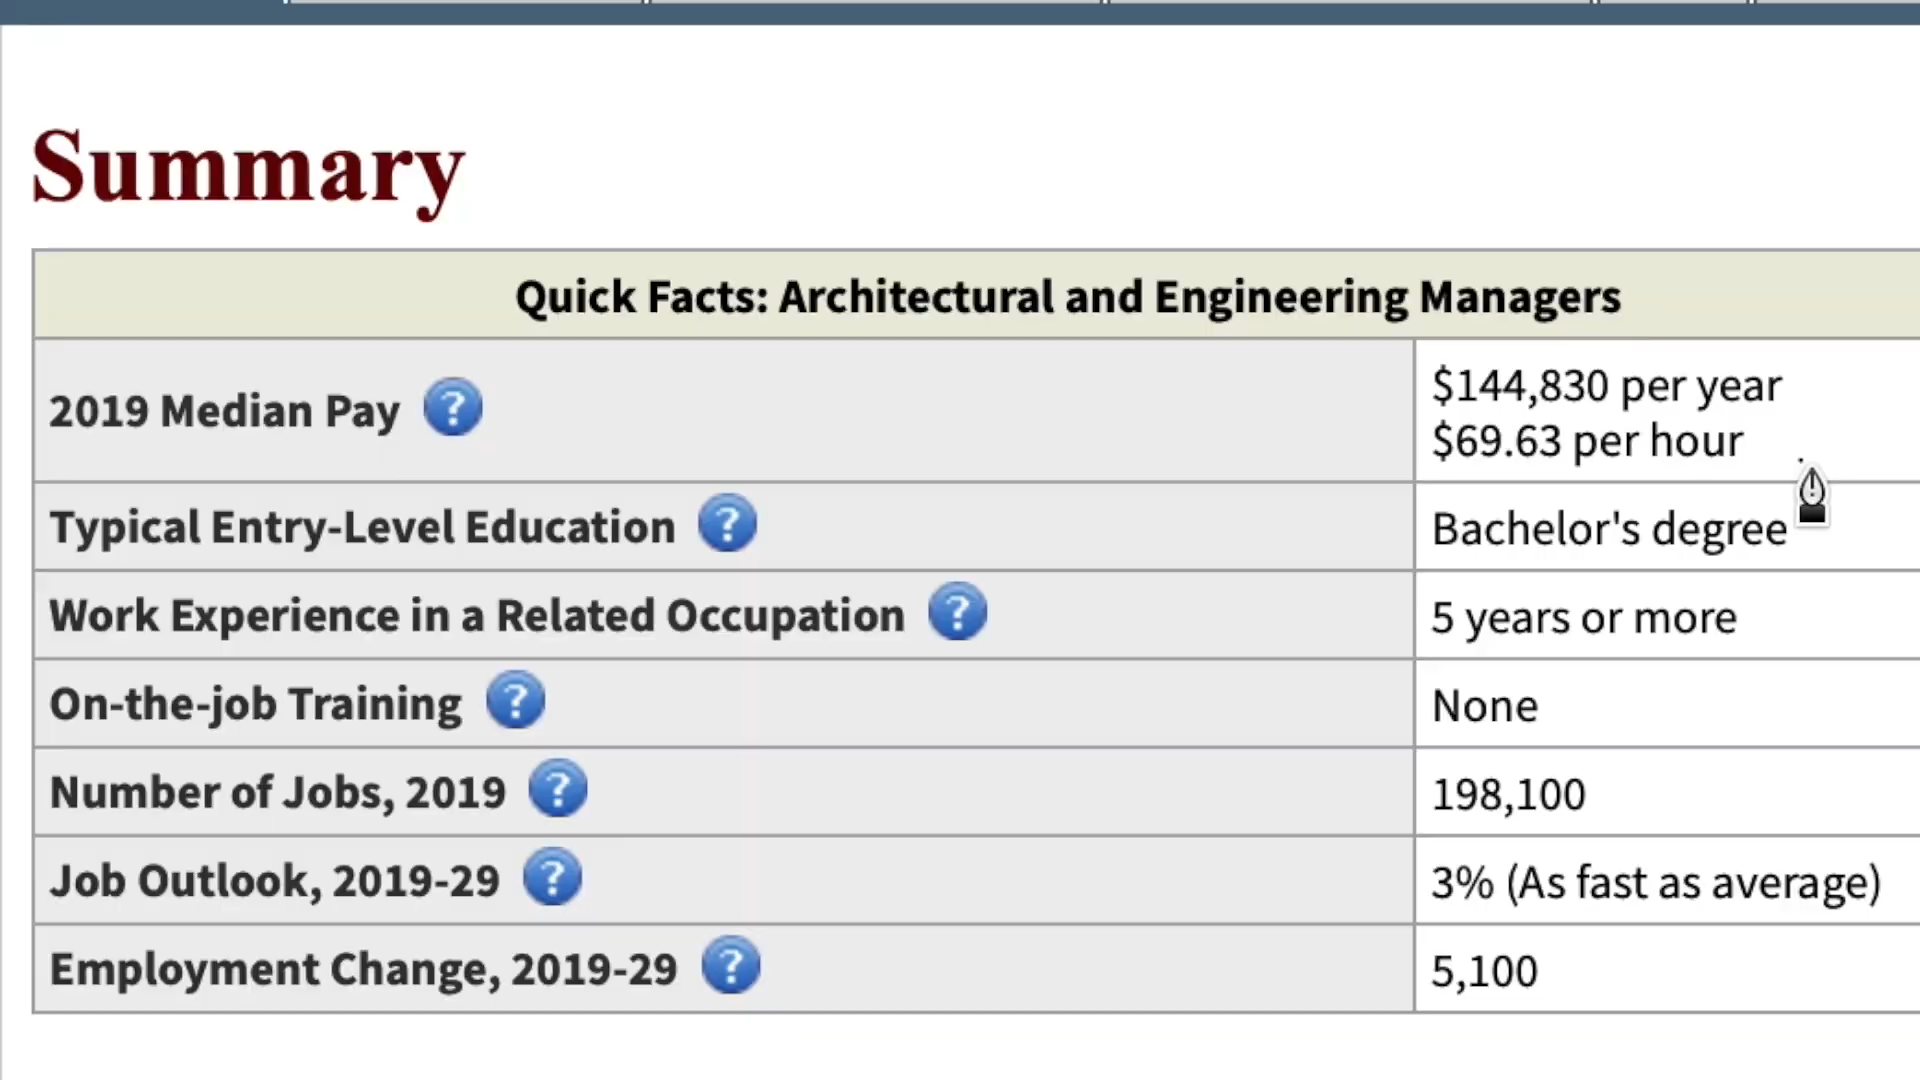 Summary
Quick Facts: Architectural and Engineering Managers
2019 Median Pay ?
$144,830 per year
$69.63 per hour
Typical Entry-Level Education ?
Bachelor's degree
Work Experience in a Related Occupation ?
5 years or more
On-the-job Training ?
None
Number of Jobs, 2019 ?
198,100
Job Outlook, 2019-29 ?
3% (As fast as average)
Employment Change, 2019-29 ?
5,100